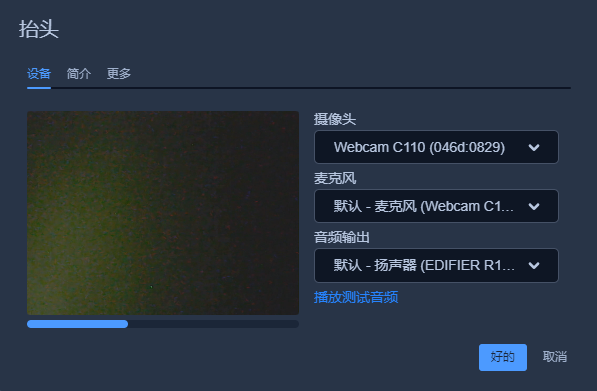 抬头
设备 简介 更多
摄像头
Webcam C110 (046d:0829)
麦克风
默认 - 麦克风 (Webcam C1...
音频输出
默认 - 扬声器 (EDIFIER R1...
播放测试音频
好的 取消